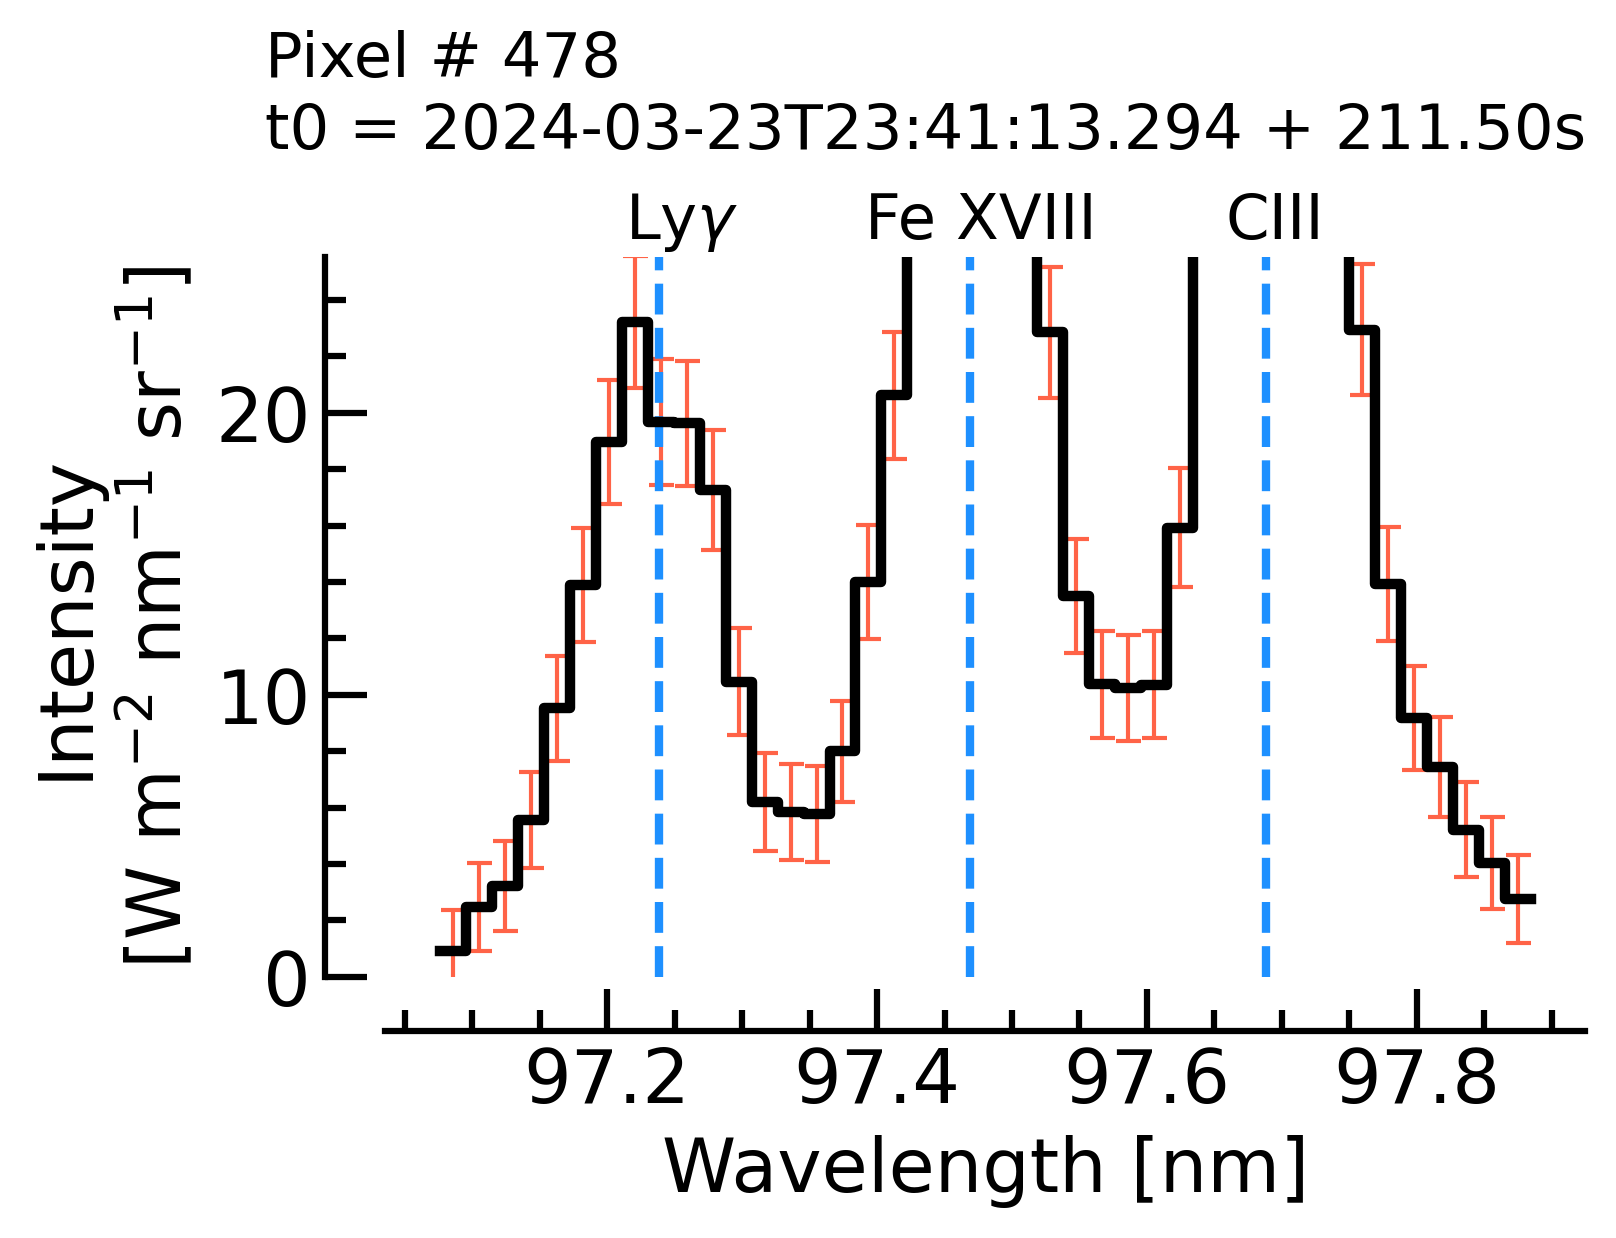 Pixel # 478
t0 = 2024-03-23T23:41:13.294 + 211.50s
Lyγ Fe XVIII CIII
Intensity
[W m⁻² nm⁻¹ sr⁻¹]
20
10
0
97.2 97.4 97.6 97.8
Wavelength [nm]